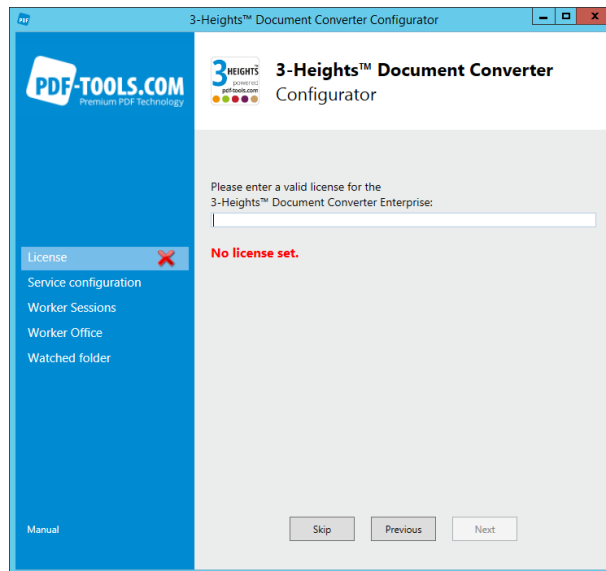 PDF
3-Heights™ Document Converter Configurator
x
PDF-TOOLS.COM
Premium PDF Technology
3 HEIGHTS™
powered
pdf-tools.com
3-Heights™ Document Converter
Configurator
Please enter a valid license for the
3-Heights™ Document Converter Enterprise:
No license set.
License
Service configuration
Worker Sessions
Worker Office
Watched folder
Manual
Skip
Previous
Next